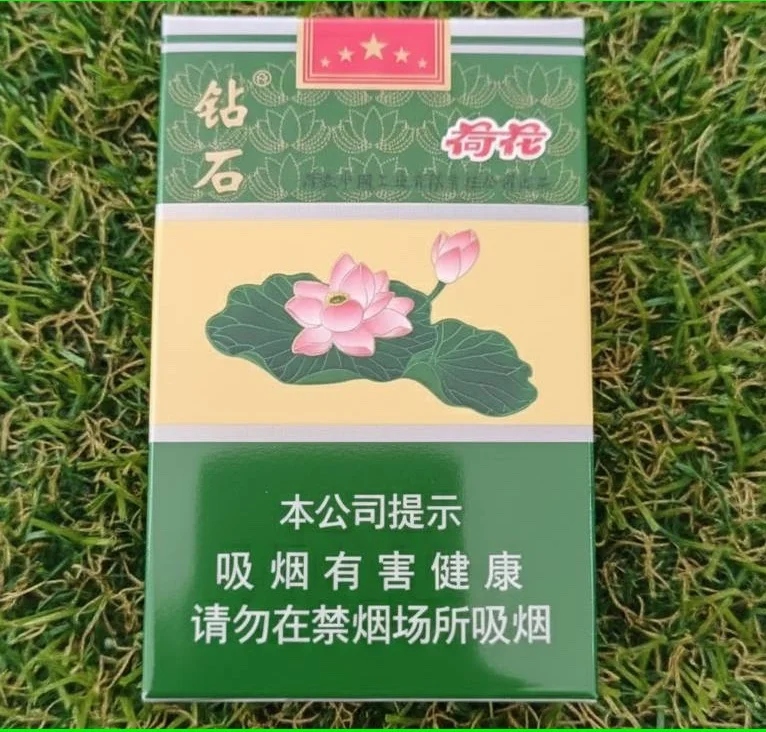 钻石®
荷花
本公司提示
吸烟有害健康
请勿在禁烟场所吸烟